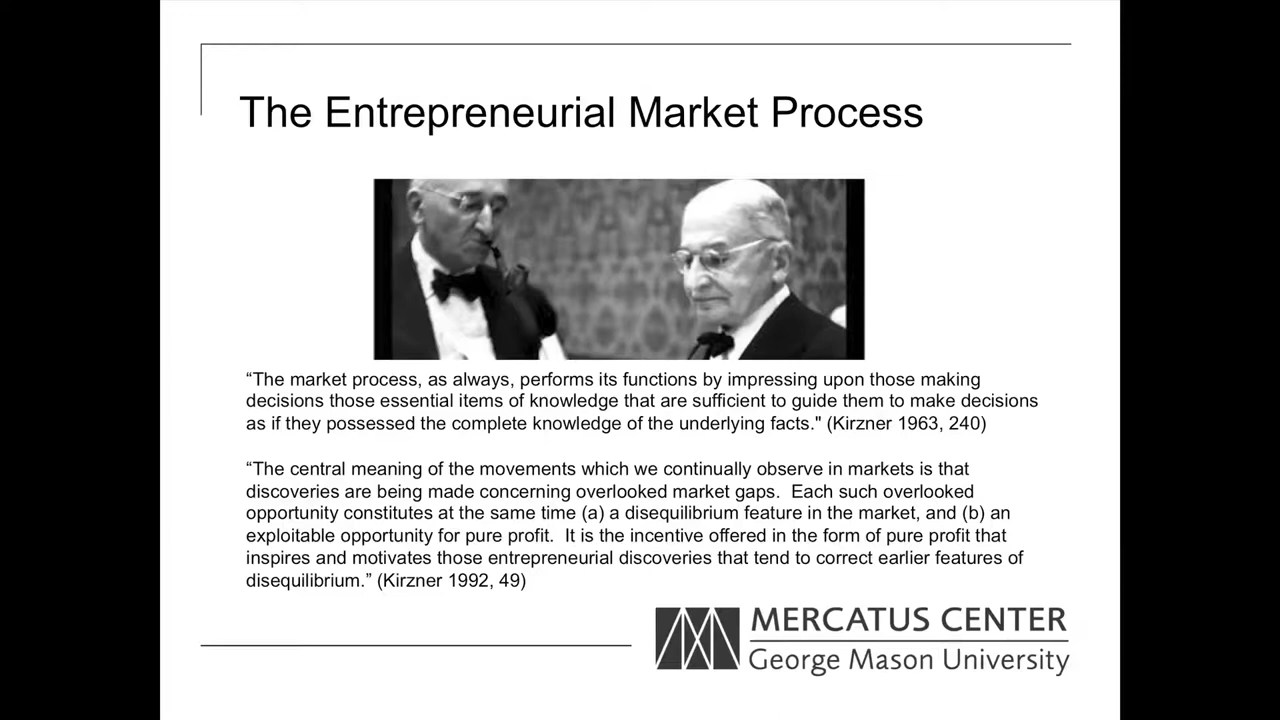 The Entrepreneurial Market Process
“The market process, as always, performs its functions by impressing upon those making
decisions those essential items of knowledge that are sufficient to guide them to make decisions
as if they possessed the complete knowledge of the underlying facts." (Kirzner 1963, 240)
“The central meaning of the movements which we continually observe in markets is that
discoveries are being made concerning overlooked market gaps.  Each such overlooked
opportunity constitutes at the same time (a) a disequilibrium feature in the market, and (b) an
exploitable opportunity for pure profit.  It is the incentive offered in the form of pure profit that
inspires and motivates those entrepreneurial discoveries that tend to correct earlier features of
disequilibrium.” (Kirzner 1992, 49)
MERCATUS CENTER
George Mason University